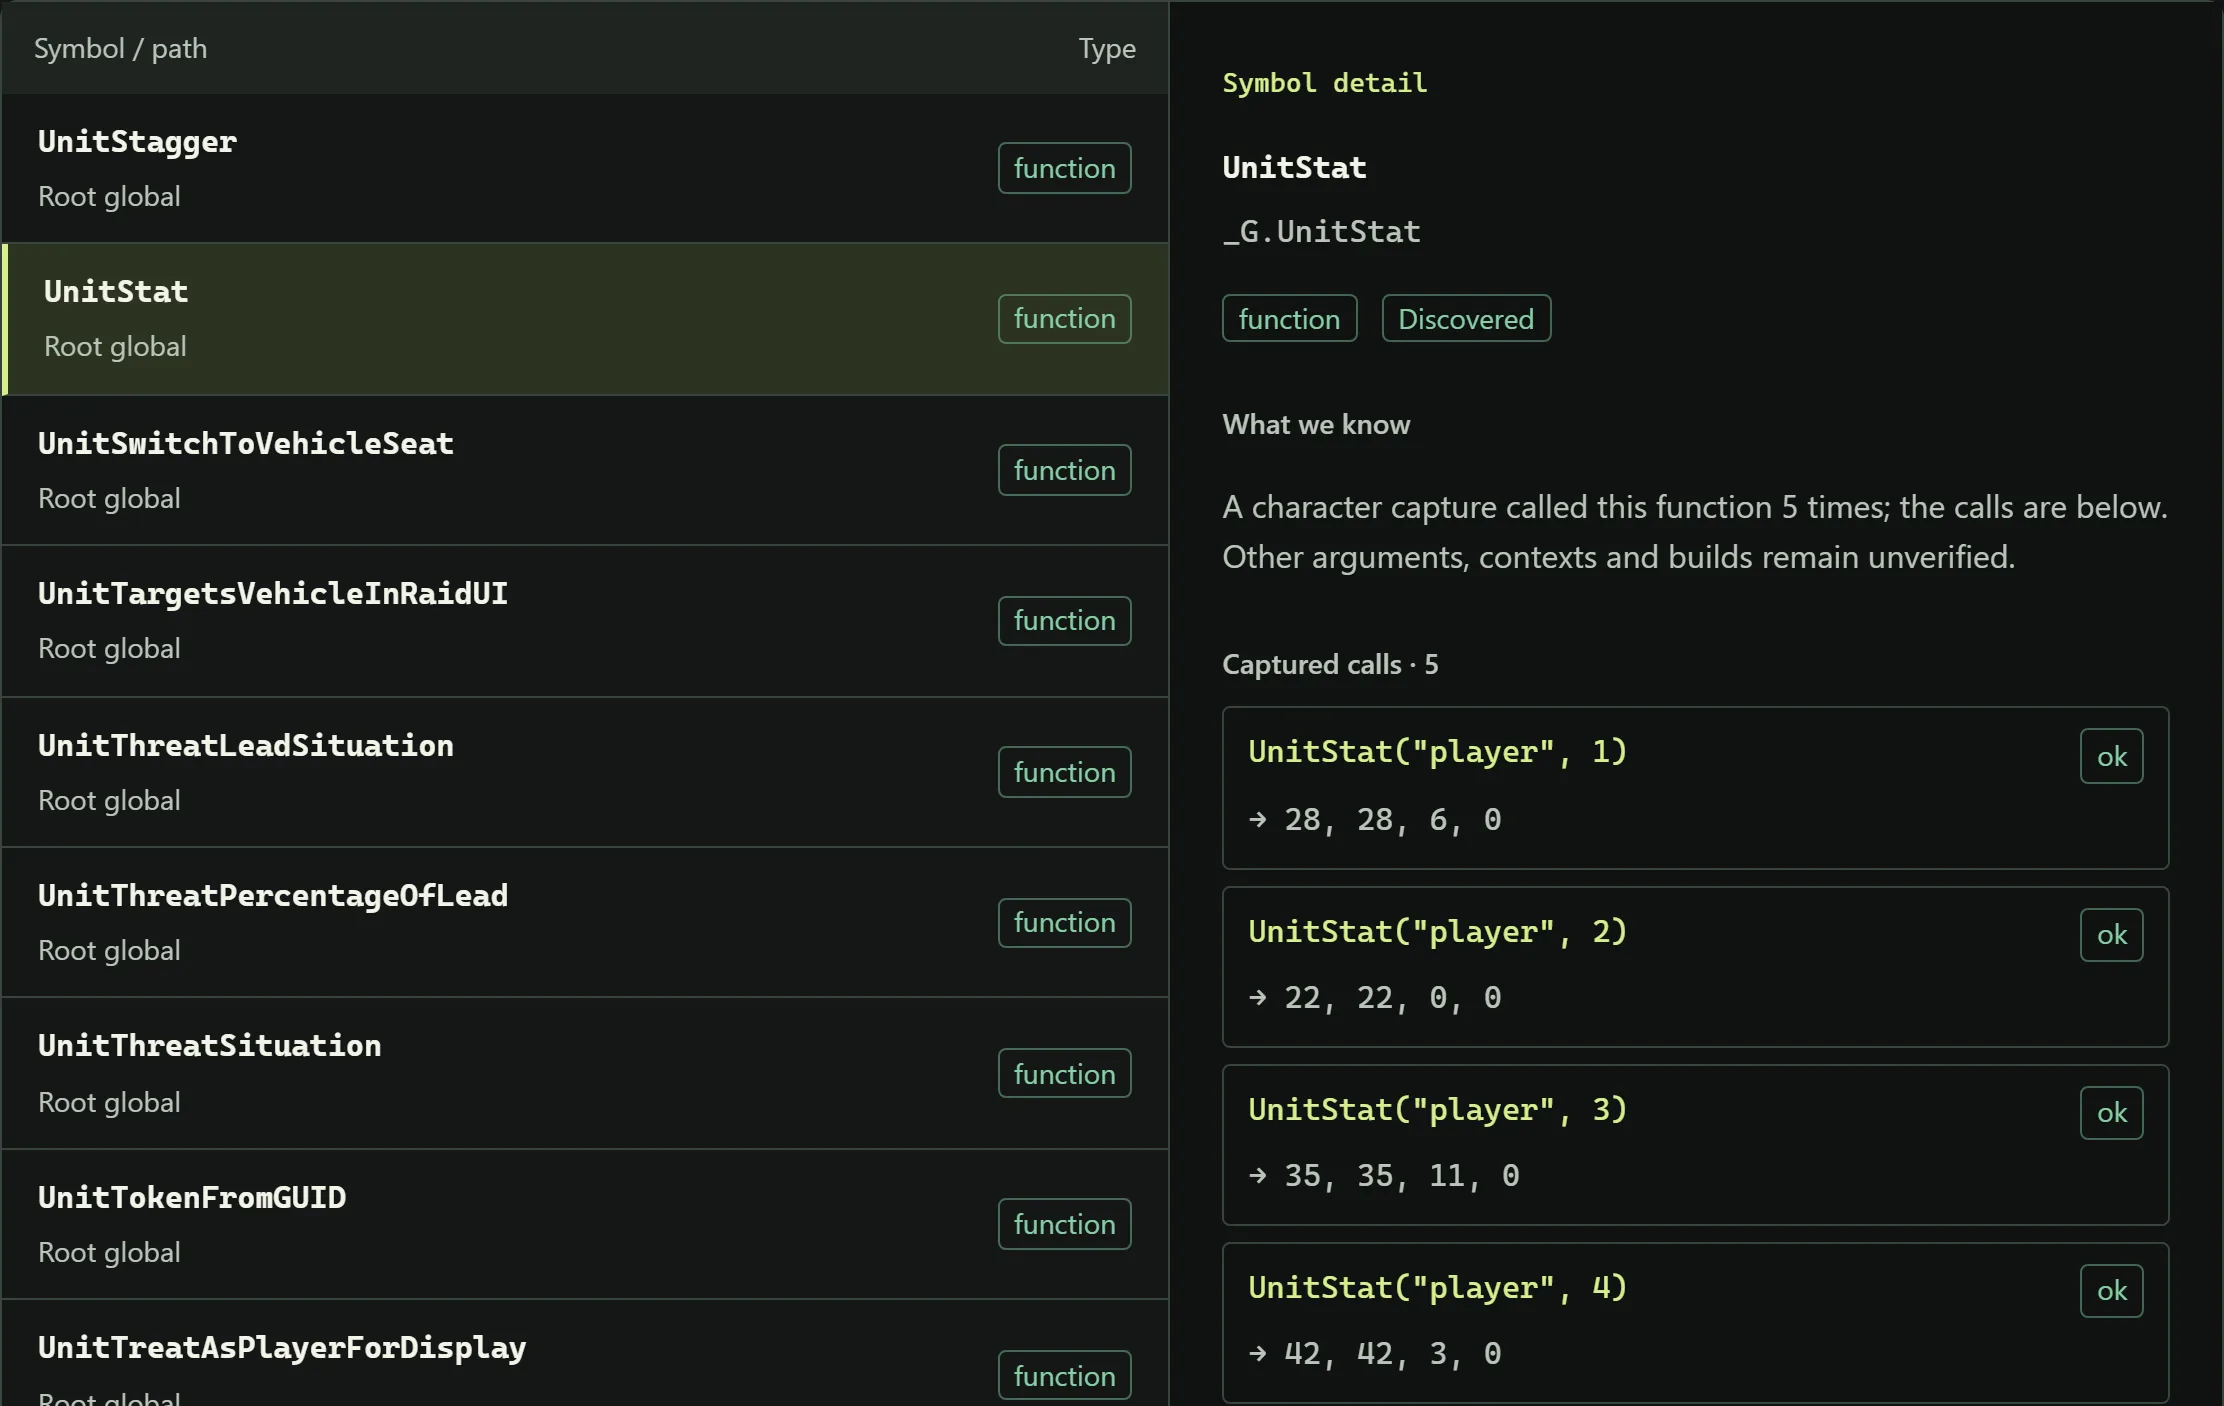 Symbol / path
Type
UnitStagger
Root global
function
UnitStat
Root global
function
UnitSwitchToVehicleSeat
Root global
function
UnitTargetsVehicleInRaidUI
Root global
function
UnitThreatLeadSituation
Root global
function
UnitThreatPercentageOfLead
Root global
function
UnitThreatSituation
Root global
function
UnitTokenFromGUID
Root global
function
UnitTreatAsPlayerForDisplay
Root global
function
Symbol detail
UnitStat
_G.UnitStat
function
Discovered
What we know
A character capture called this function 5 times; the calls are below.
Other arguments, contexts and builds remain unverified.
Captured calls · 5
UnitStat("player", 1)
ok
→ 28, 28, 6, 0
UnitStat("player", 2)
ok
→ 22, 22, 0, 0
UnitStat("player", 3)
ok
→ 35, 35, 11, 0
UnitStat("player", 4)
ok
→ 42, 42, 3, 0